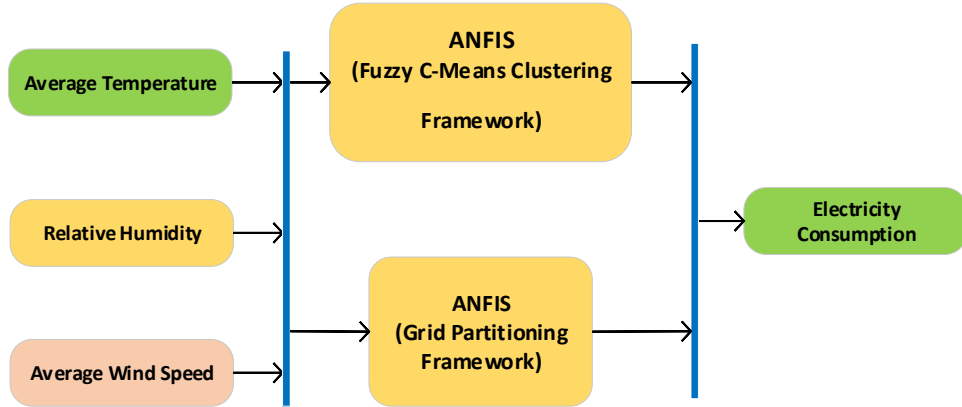 Average Temperature
Relative Humidity
Average Wind Speed
ANFIS
(Fuzzy C-Means Clustering
Framework)
ANFIS
(Grid Partitioning
Framework)
Electricity
Consumption